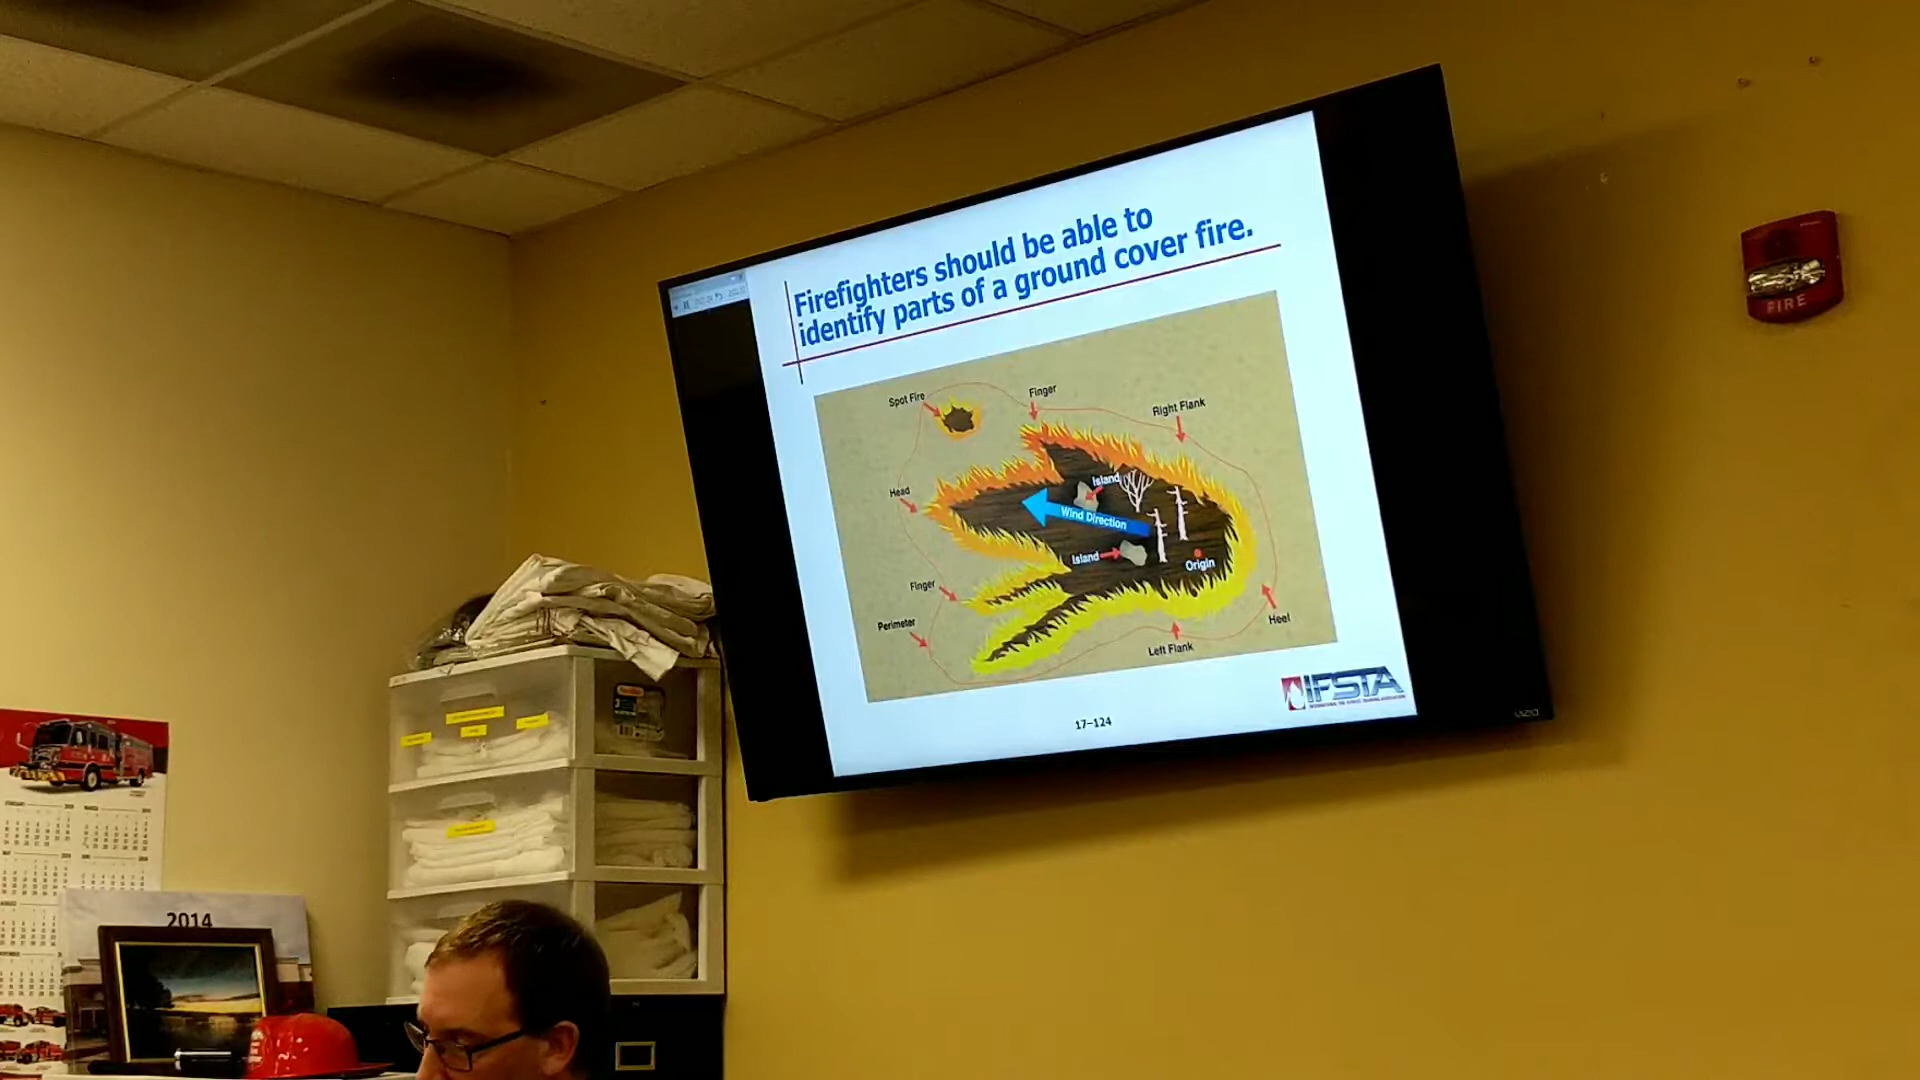 Firefighters should be able to
identify parts of a ground cover fire.
Spot Fire
Finger
Right Flank
Head
Island
Wind Direction
Island
Origin
Finger
Perimeter
Heel
Left Flank
IFSTA
17-124
VIZIO
FIRE
2014